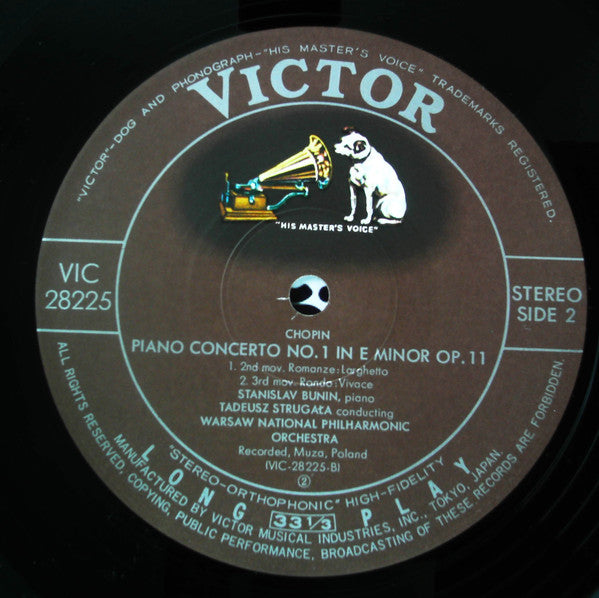 "VICTOR"-DOG AND PHONOGRAPH-"HIS MASTER'S VOICE" TRADEMARKS REGISTERED.
VICTOR
"HIS MASTER'S VOICE"
VIC
28225
STEREO
SIDE 2
CHOPIN
PIANO CONCERTO NO. 1 IN E MINOR OP. 11
1. 2nd mov. Romanze: Larghetto
2. 3rd mov. Rondo: Vivace
STANISLAV BUNIN, piano
TADEUSZ STRUGAŁA conducting
WARSAW NATIONAL PHILHARMONIC
ORCHESTRA
Recorded, Muza, Poland
(VIC-28225-B)
②
"STEREO-ORTHOPHONIC" HIGH-FIDELITY
LONG 33 1/3 PLAY
MANUFACTURED BY VICTOR MUSICAL INDUSTRIES, INC., TOKYO, JAPAN.
ALL RIGHTS RESERVED, COPYING, PUBLIC PERFORMANCE, BROADCASTING OF THESE RECORDS ARE FORBIDDEN